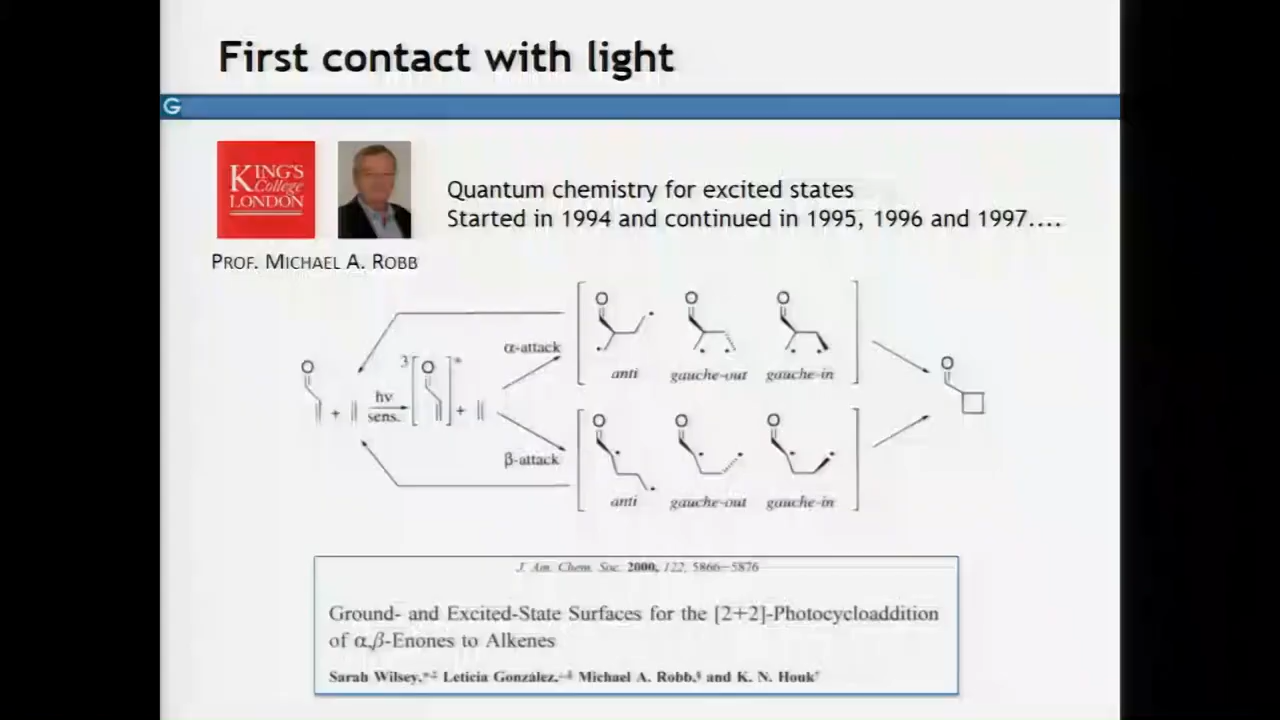 First contact with light
G
KING'S
College
LONDON
Quantum chemistry for excited states
Started in 1994 and continued in 1995, 1996 and 1997....
PROF. MICHAEL A. ROBB
O O O
α-attack
anti gauche-out gauche-in
O + hν sens. 3[O]* +
O
O O O
β-attack
anti gauche-out gauche-in
J. Am. Chem. Soc. 2000, 122, 5866–5876
Ground- and Excited-State Surfaces for the [2+2]-Photocycloaddition
of α,β-Enones to Alkenes
Sarah Wilsey, Leticia González, Michael A. Robb, and K. N. Houk